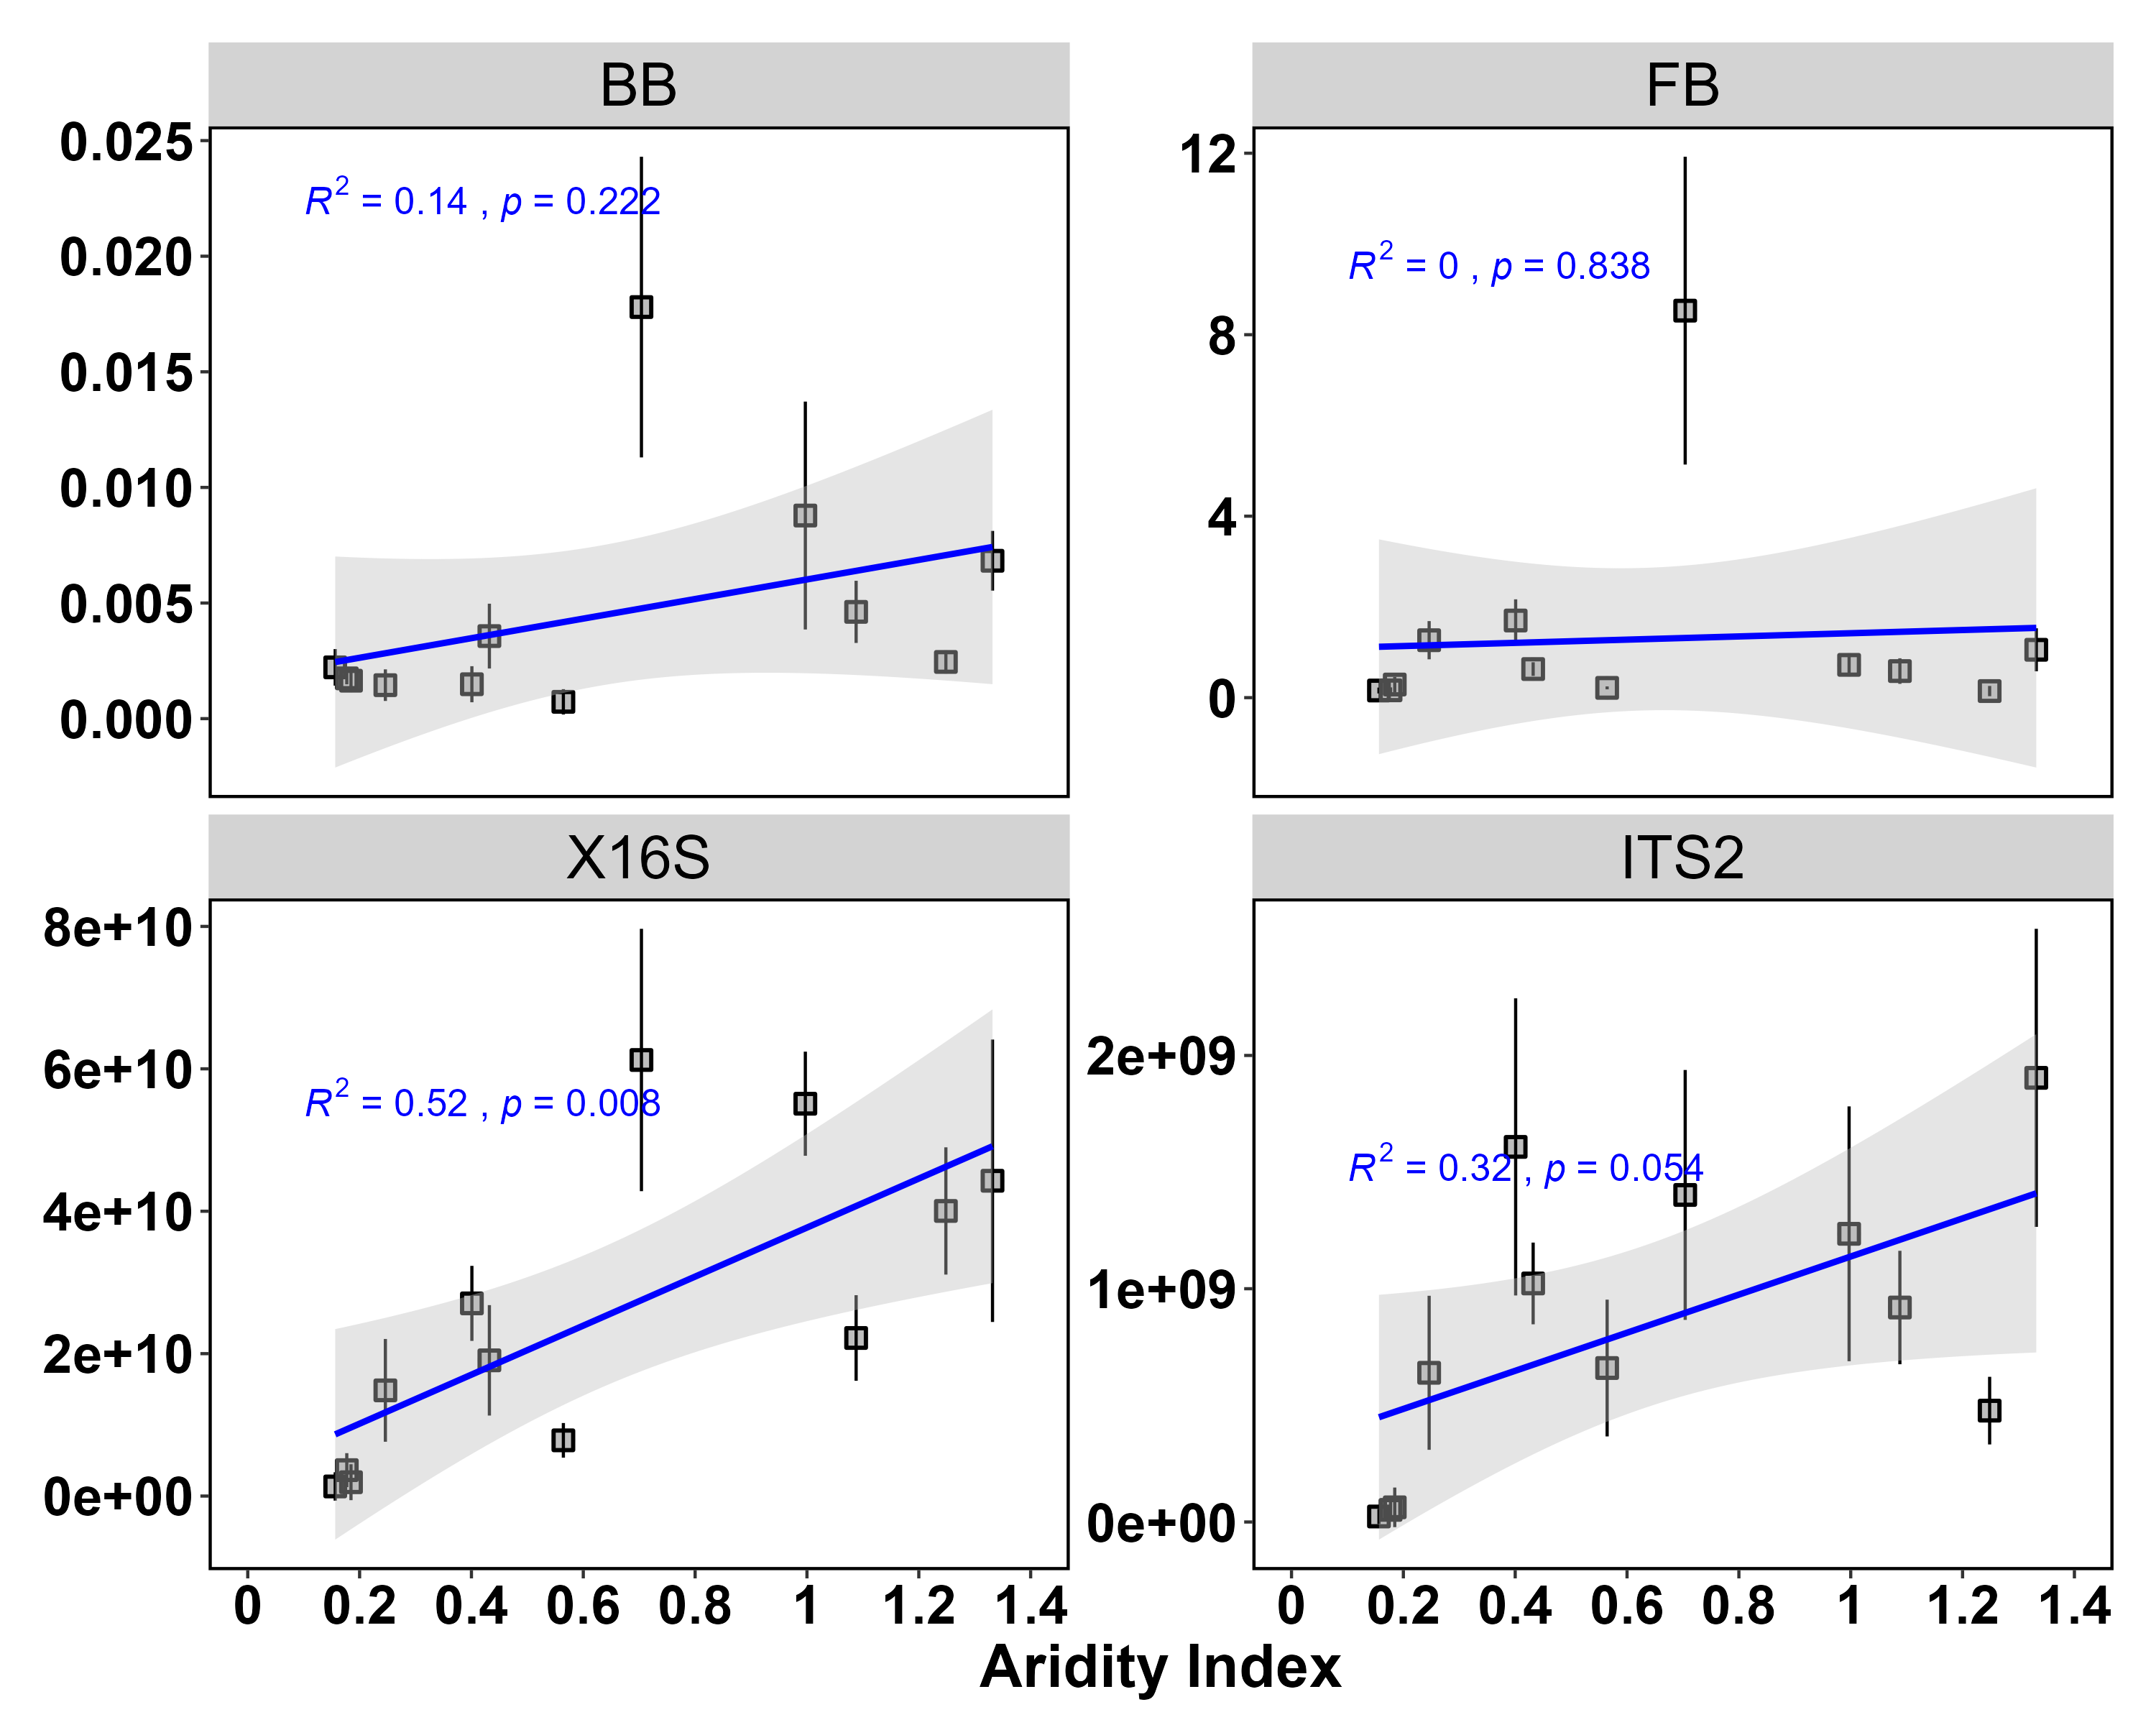 BB
FB
0.025
0.020
0.015
0.010
0.005
0.000
R2 = 0.14 , p = 0.222
12
8
4
0
R2 = 0 , p = 0.838
X16S
ITS2
8e+10
6e+10
4e+10
2e+10
0e+00
R2 = 0.52 , p = 0.008
2e+09
1e+09
0e+00
R2 = 0.32 , p = 0.054
0 0.2 0.4 0.6 0.8 1 1.2 1.4
0 0.2 0.4 0.6 0.8 1 1.2 1.4
Aridity Index